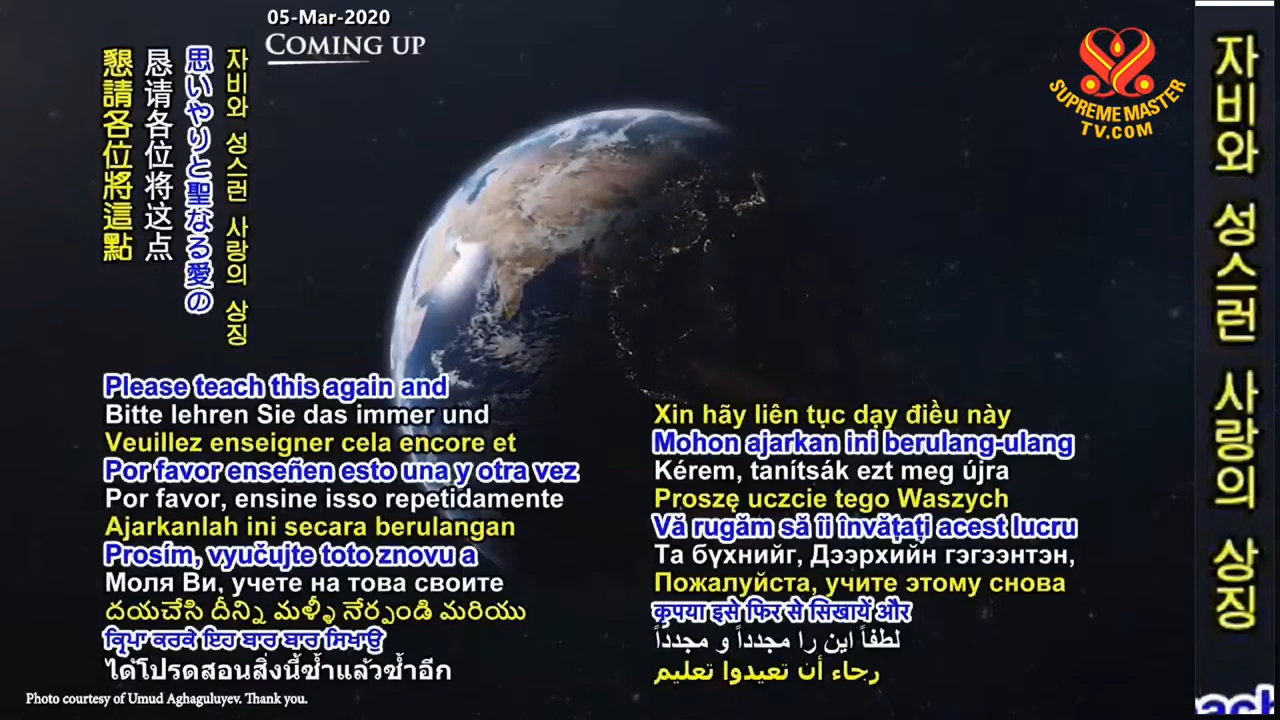 05-Mar-2020
COMING UP
SUPREME MASTER
TV.COM
懇請各位將這點
恳请各位将这点
思いやりと聖なる愛の
자비와 성스런 사랑의 상징
Please teach this again and
Bitte lehren Sie das immer und
Veuillez enseigner cela encore et
Por favor enseñen esto una y otra vez
Por favor, ensine isso repetidamente
Ajarkanlah ini secara berulangan
Prosím, vyučujte toto znovu a
Моля Ви, учете на това своите
దయచేసి దీన్ని మళ్ళీ నేర్పండి మరియు
ਕ੍ਰਿਪਾ ਕਰਕੇ ਇਹ ਬਾਰ ਬਾਰ ਸਿਖਾਉ
ได้โปรดสอนสิ่งนี้ซ้ำแล้วซ้ำอีก
Xin hãy liên tục dạy điều này
Mohon ajarkan ini berulang-ulang
Kérem, tanítsák ezt meg újra
Proszę uczcie tego Waszych
Vă rugăm să îi învățați acest lucru
Та бүхнийг, Дээрхийн гэгээнтэн,
Пожалуйста, учите этому снова
कृपया इसे फिर से सिखायें और
لطفاً این را مجدداً و مجدداً
رجاء أن تعيدوا تعليم
Photo courtesy of Umud Aghaguluyev. Thank you.
자비와 성스런 사랑의 상징